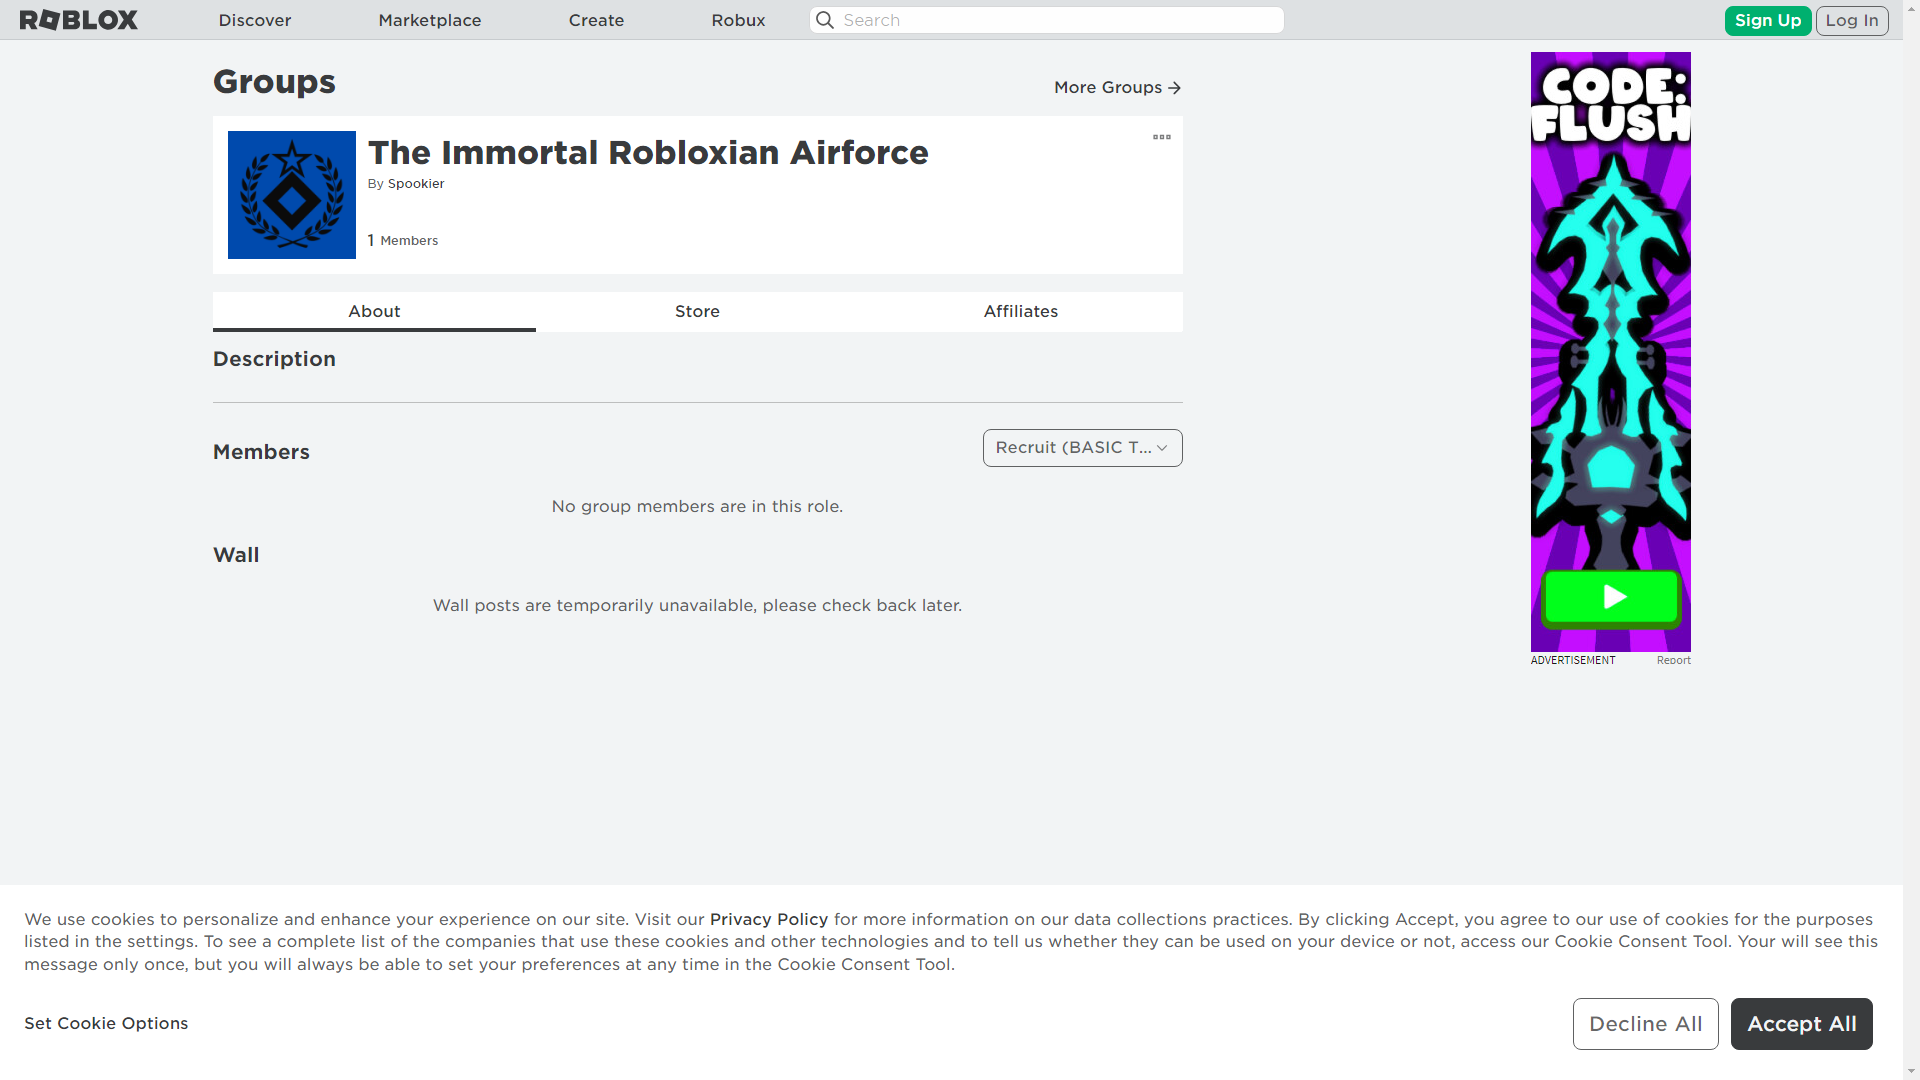 ROBLOX
Discover
Marketplace
Create
Robux
Search
Sign Up
Log In
Groups
More Groups
The Immortal Robloxian Airforce
By Spookier
1 Members
About
Store
Affiliates
Description
Members
Recruit (BASIC T...
No group members are in this role.
Wall
Wall posts are temporarily unavailable, please check back later.
CODE:
FLUSH
ADVERTISEMENT
Report
We use cookies to personalize and enhance your experience on our site. Visit our Privacy Policy for more information on our data collections practices. By clicking Accept, you agree to our use of cookies for the purposes
listed in the settings. To see a complete list of the companies that use these cookies and other technologies and to tell us whether they can be used on your device or not, access our Cookie Consent Tool. Your will see this
message only once, but you will always be able to set your preferences at any time in the Cookie Consent Tool.
Set Cookie Options
Decline All
Accept All